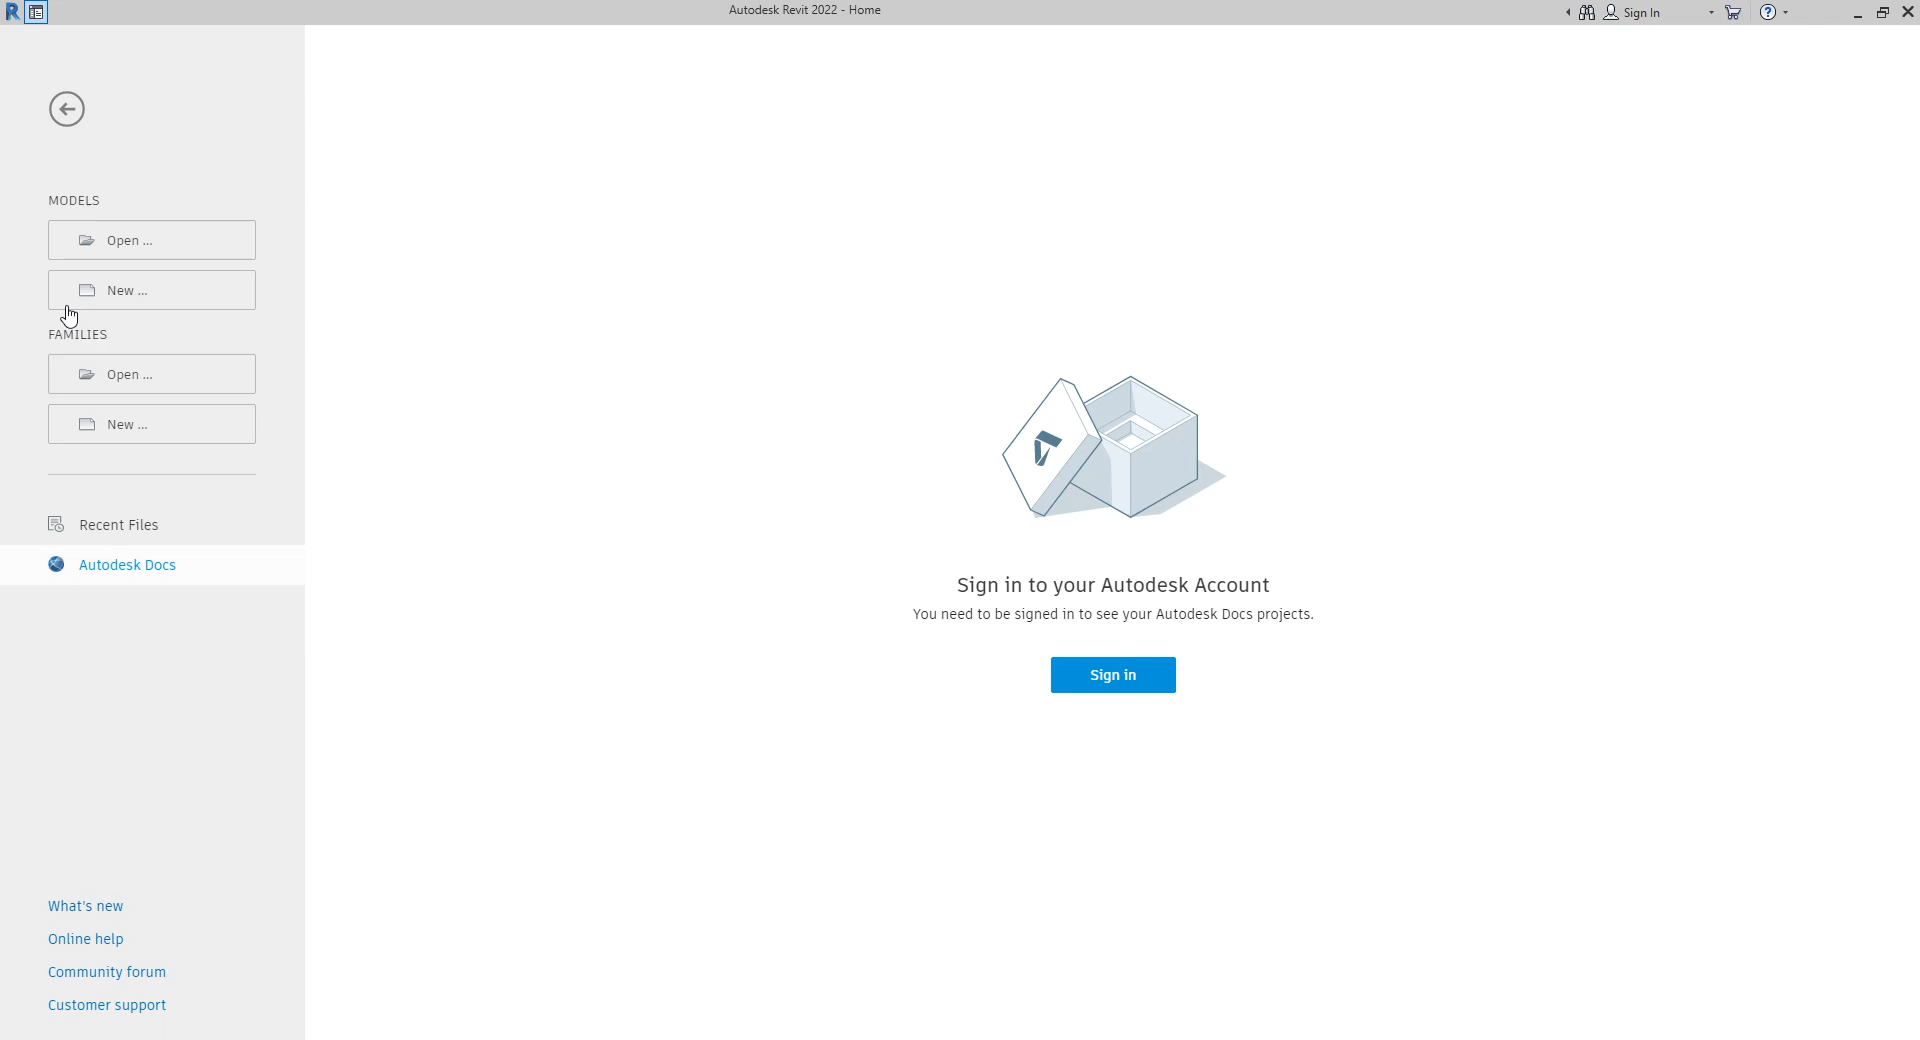 Autodesk Revit 2022 - Home
Sign In
MODELS
Open ...
New ...
FAMILIES
Open ...
New ...
Recent Files
Autodesk Docs
Sign in to your Autodesk Account
You need to be signed in to see your Autodesk Docs projects.
Sign in
What's new
Online help
Community forum
Customer support